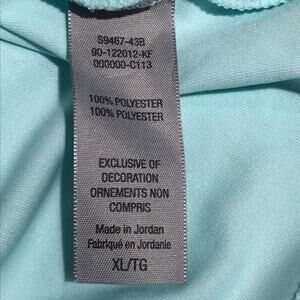 S9467-43B
90-122012-KF
000000-C113
100% POLYESTER
100% POLYESTER
EXCLUSIVE OF
DECORATION
ORNEMENTS NON
COMPRIS
Made in Jordan
Fabriqué en Jordanie
XL/TG